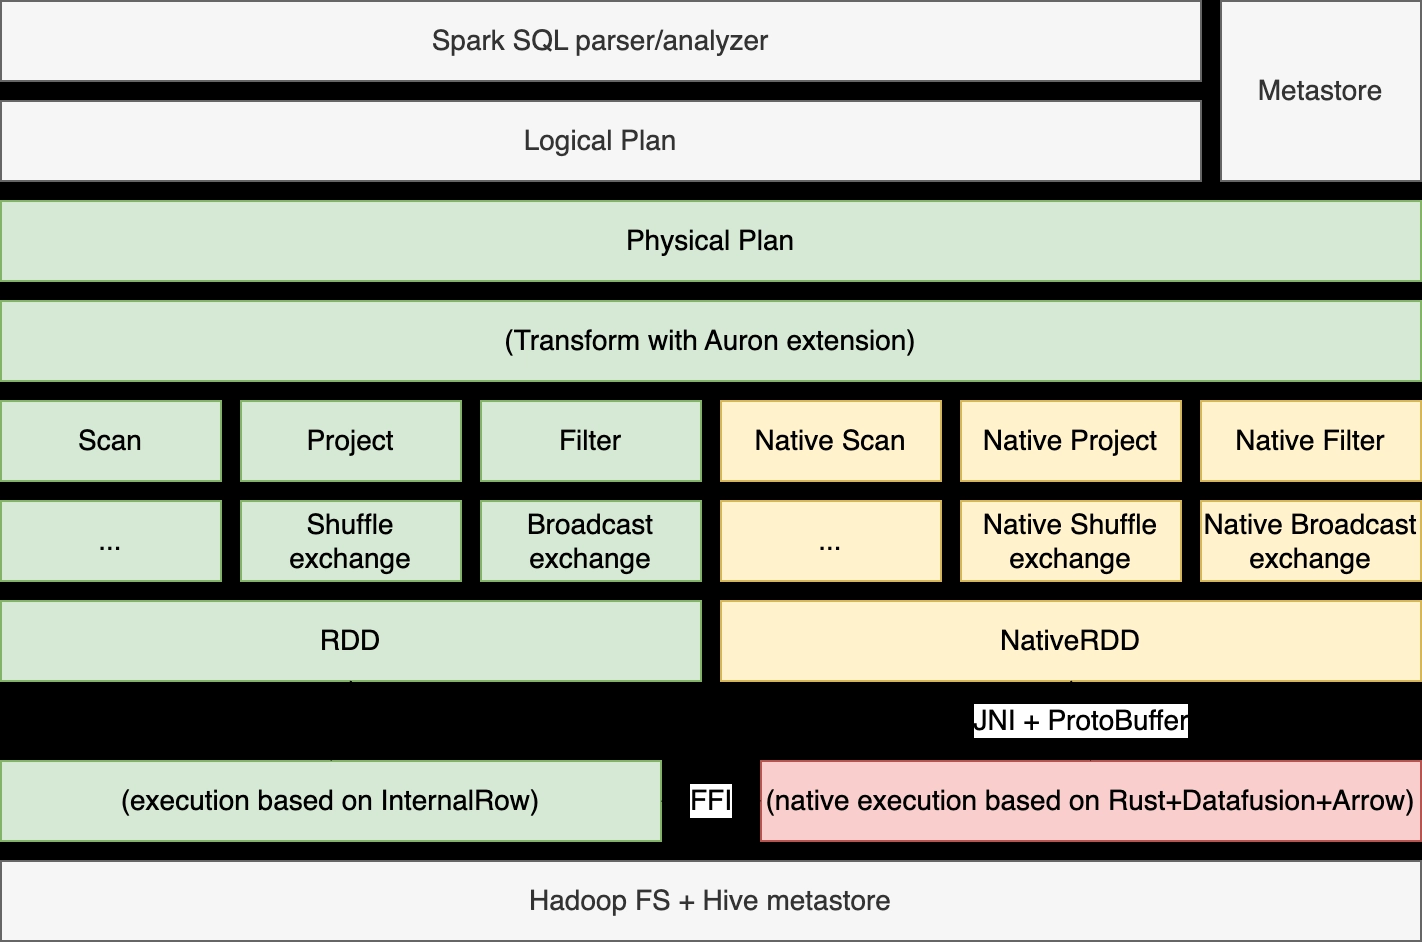 Spark SQL parser/analyzer
Metastore
Logical Plan
Physical Plan
(Transform with Auron extension)
Scan
Project
Filter
Native Scan
Native Project
Native Filter
...
Shuffle
exchange
Broadcast
exchange
...
Native Shuffle
exchange
Native Broadcast
exchange
RDD
NativeRDD
JNI + ProtoBuffer
(execution based on InternalRow)
FFI
(native execution based on Rust+Datafusion+Arrow)
Hadoop FS + Hive metastore